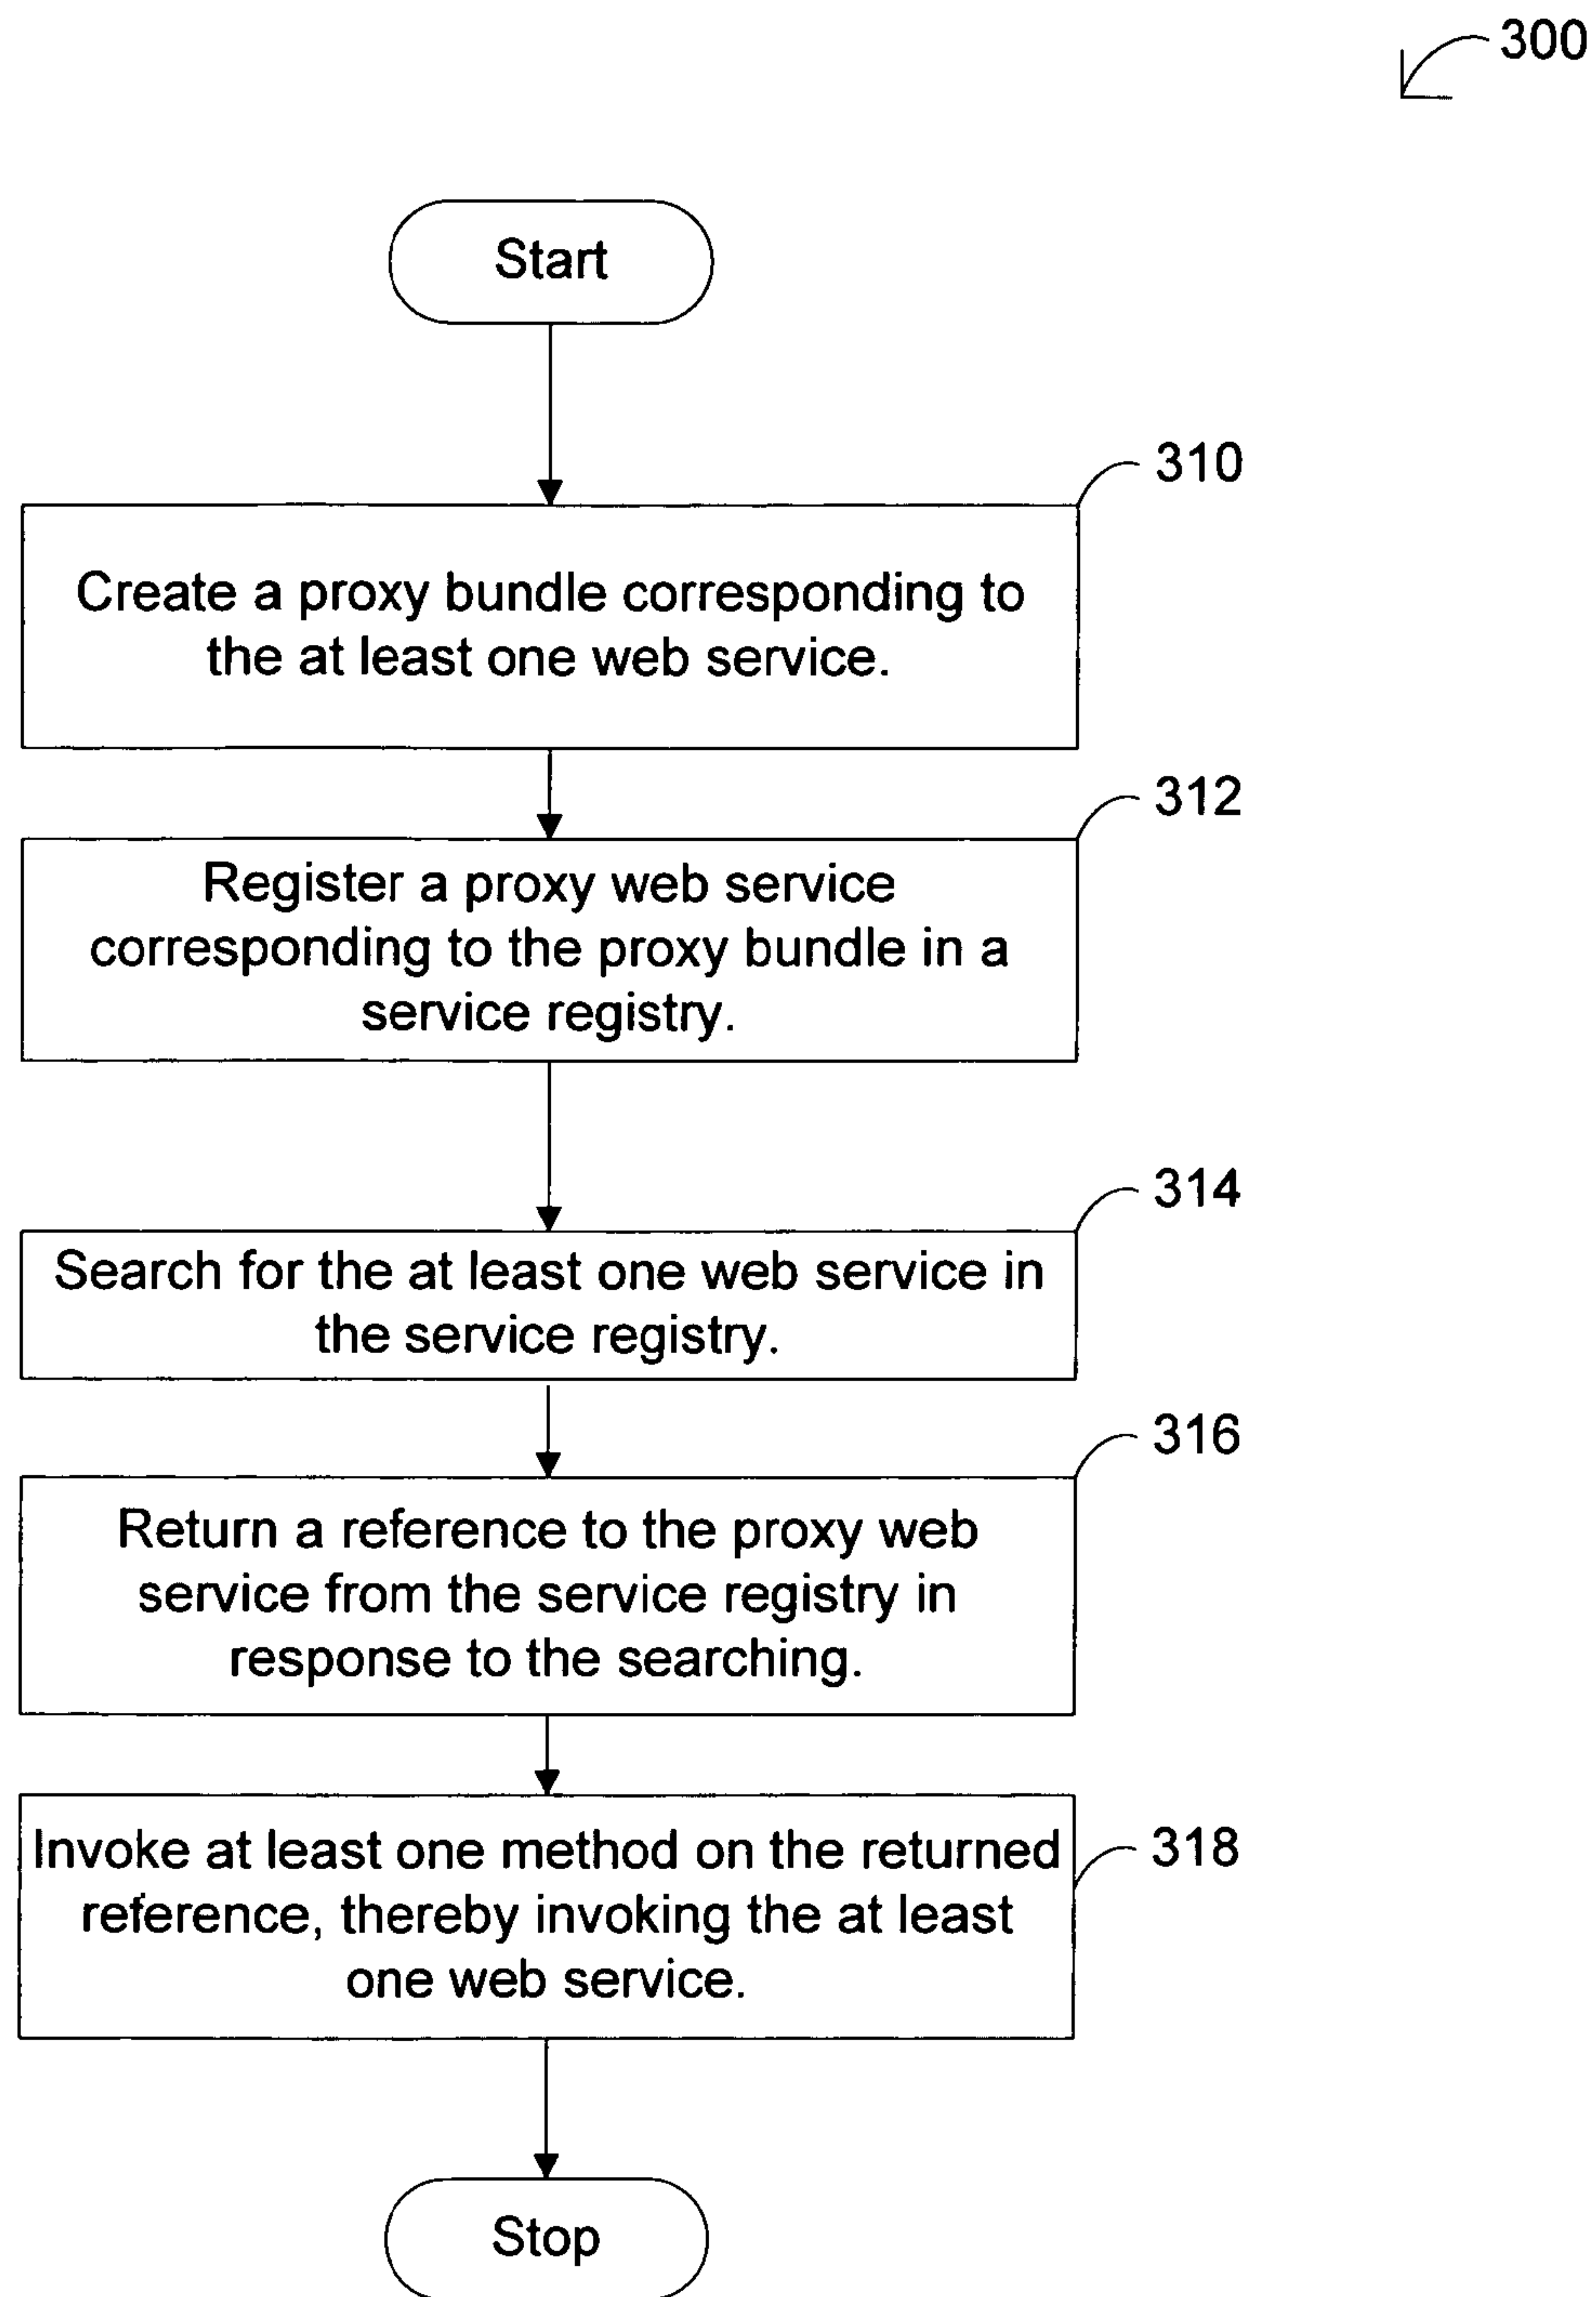 300
Start
310
Create a proxy bundle corresponding to
the at least one web service.
312
Register a proxy web service
corresponding to the proxy bundle in a
service registry.
314
Search for the at least one web service in
the service registry.
316
Return a reference to the proxy web
service from the service registry in
response to the searching.
318
Invoke at least one method on the returned
reference, thereby invoking the at least
one web service.
Stop